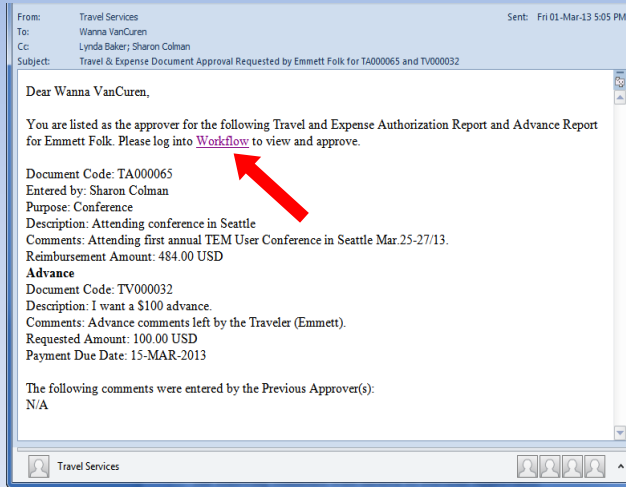 From: Travel Services Sent: Fri 01-Mar-13 5:05 PM
To: Wanna VanCuren
Cc: Lynda Baker; Sharon Colman
Subject: Travel & Expense Document Approval Requested by Emmett Folk for TA000065 and TV000032
Dear Wanna VanCuren,
You are listed as the approver for the following Travel and Expense Authorization Report and Advance Report
for Emmett Folk. Please log into Workflow to view and approve.
Document Code: TA000065
Entered by: Sharon Colman
Purpose: Conference
Description: Attending conference in Seattle
Comments: Attending first annual TEM User Conference in Seattle Mar.25-27/13.
Reimbursement Amount: 484.00 USD
Advance
Document Code: TV000032
Description: I want a $100 advance.
Comments: Advance comments left by the Traveler (Emmett).
Requested Amount: 100.00 USD
Payment Due Date: 15-MAR-2013
The following comments were entered by the Previous Approver(s):
N/A
Travel Services